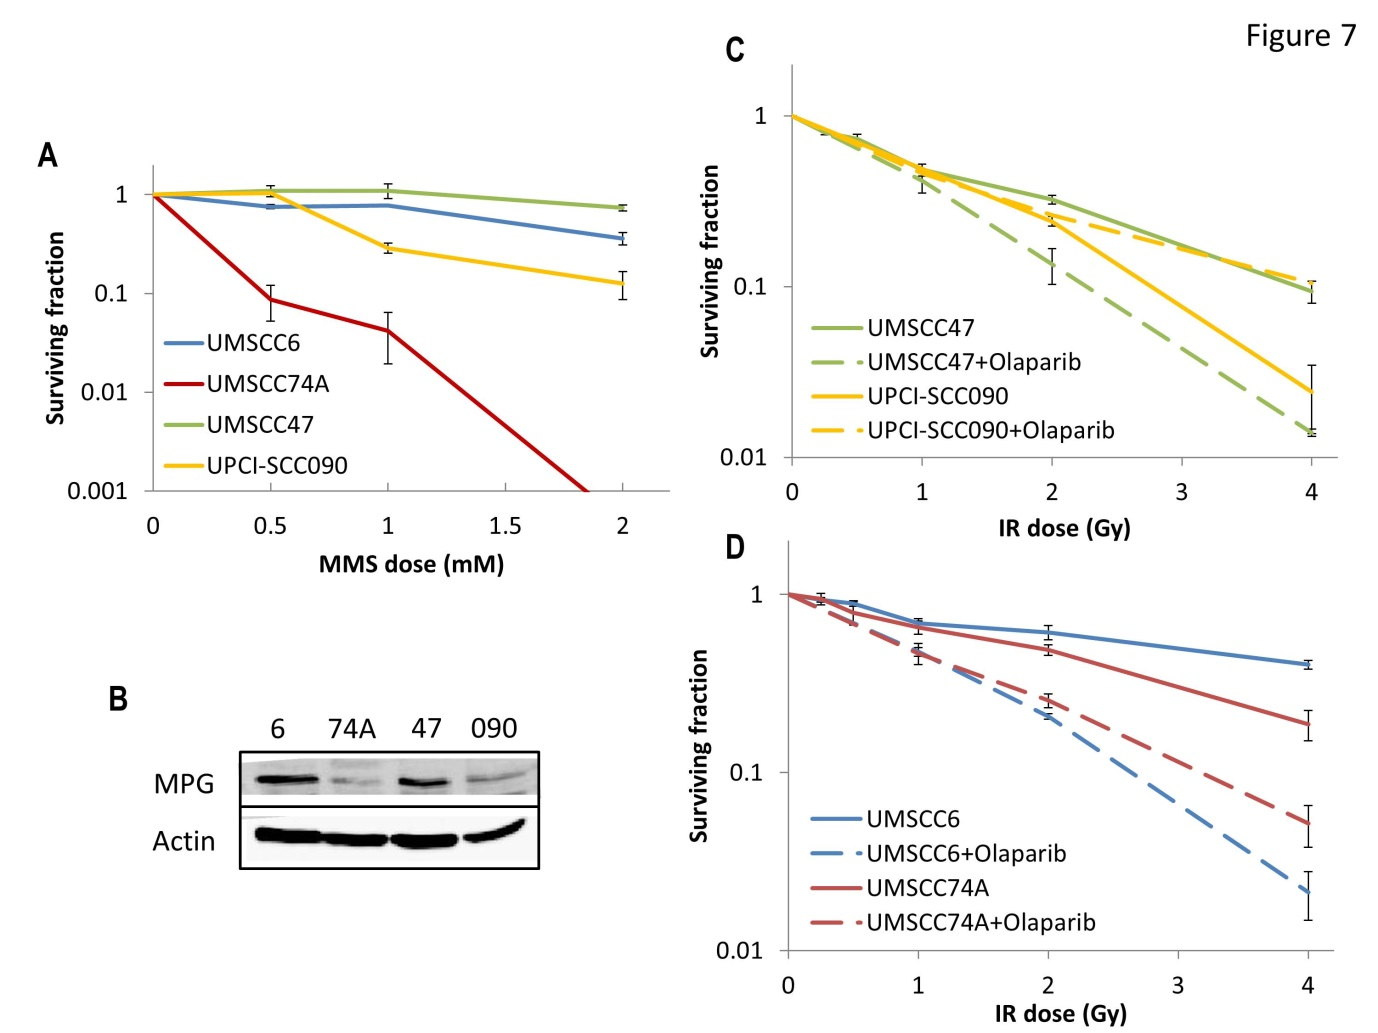 Figure 7
A
Surviving fraction
1
0.1
0.01
0.001
UMSCC6
UMSCC74A
UMSCC47
UPCI-SCC090
0 0.5 1 1.5 2
MMS dose (mM)
B
6 74A 47 090
MPG
Actin
C
Surviving fraction
1
0.1
0.01
UMSCC47
UMSCC47+Olaparib
UPCI-SCC090
UPCI-SCC090+Olaparib
0 1 2 3 4
IR dose (Gy)
D
Surviving fraction
1
0.1
0.01
UMSCC6
UMSCC6+Olaparib
UMSCC74A
UMSCC74A+Olaparib
0 1 2 3 4
IR dose (Gy)